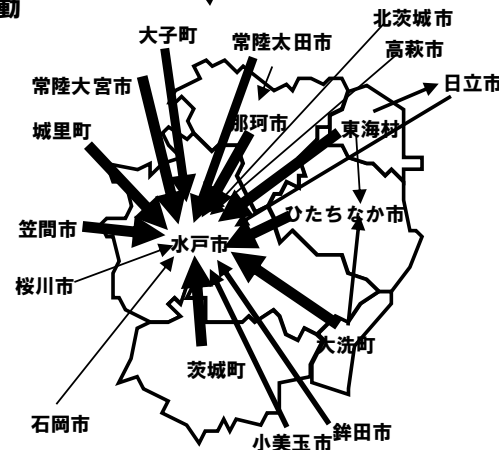 動
北茨城市
大子町
常陸太田市
高萩市
常陸大宮市
日立市
城里町
那珂市
東海村
ひたちなか市
笠間市
水戸市
桜川市
大洗町
茨城町
石岡市
小美玉市
鉾田市